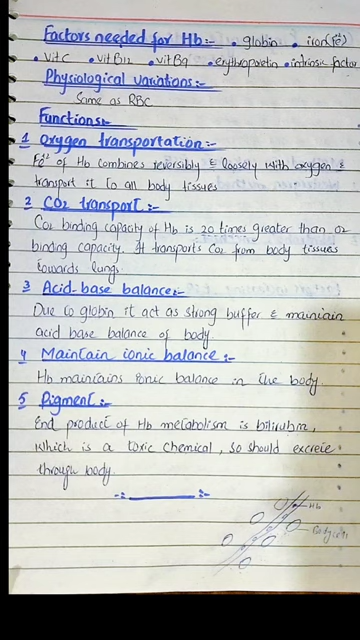 Factors needed for Hb:- • globin • iron(Fe)
• vit C • vit B12 • vit B9 • erythropoietin • intrinsic factor
Physiological variations:-
Same as RBC
Functions:-
1 Oxygen transportation:-
Fe² of Hb combines reversibly & loosely with oxygen &
transport it to all body tissues
2 CO2 transport:-
CO2 binding capacity of Hb is 20 times greater than O2
binding capacity. It transports CO2 from body tissues
towards lungs.
3 Acid-base balance:-
Due to globin it act as strong buffer & maintain
acid base balance of body.
4 Maintain ionic balance:-
Hb maintains ionic balance in the body.
5 Pigment:-
End product of Hb metabolism is bilirubin,
which is a toxic chemical, so should excrete
through body.
Hb